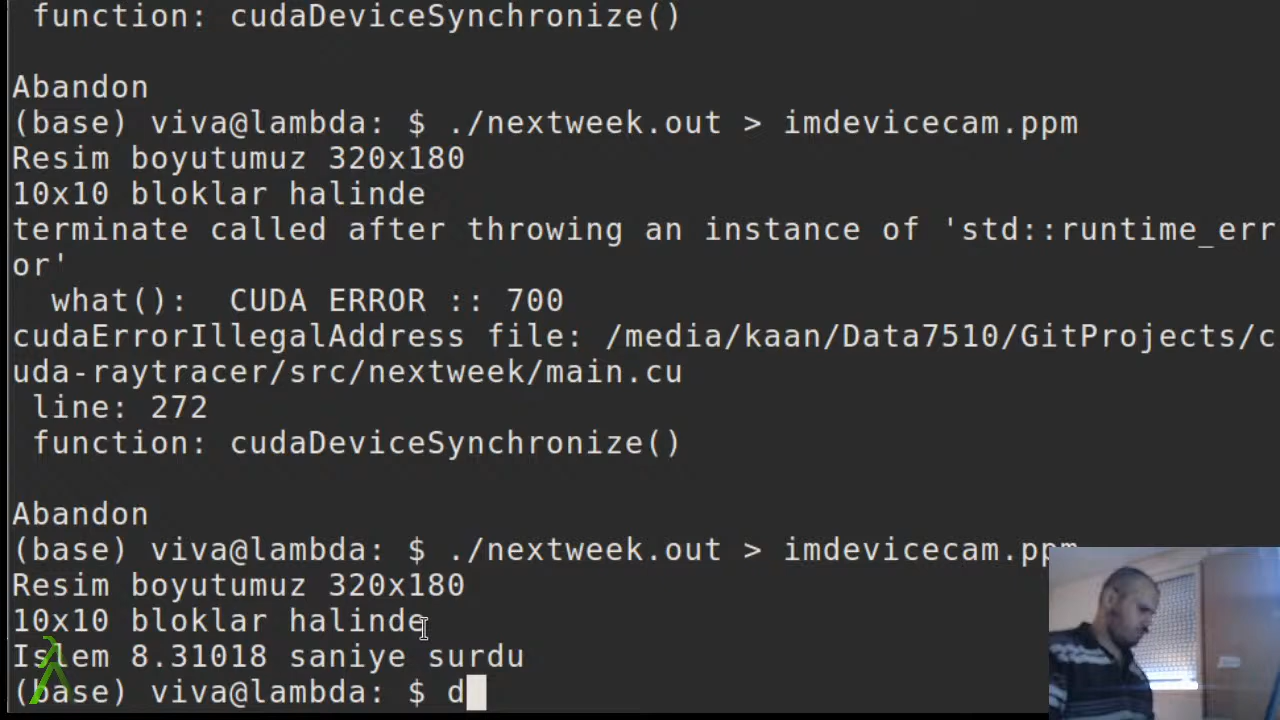 function: cudaDeviceSynchronize()
Abandon
(base) viva@lambda: $ ./nextweek.out > imdevicecam.ppm
Resim boyutumuz 320x180
10x10 bloklar halinde
terminate called after throwing an instance of 'std::runtime_err
or'
what():  CUDA ERROR :: 700
cudaErrorIllegalAddress file: /media/kaan/Data7510/GitProjects/c
uda-raytracer/src/nextweek/main.cu
line: 272
function: cudaDeviceSynchronize()
Abandon
(base) viva@lambda: $ ./nextweek.out > imdevicecam.ppm
Resim boyutumuz 320x180
10x10 bloklar halinde
Islem 8.31018 saniye surdu
(base) viva@lambda: $ d